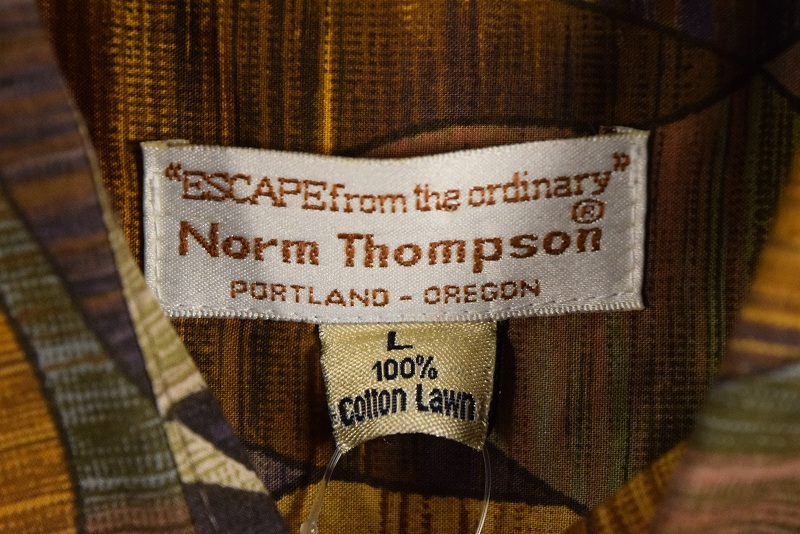 "ESCAPE from the ordinary"
Norm Thompson®
PORTLAND - OREGON
L
100%
Cotton Lawn